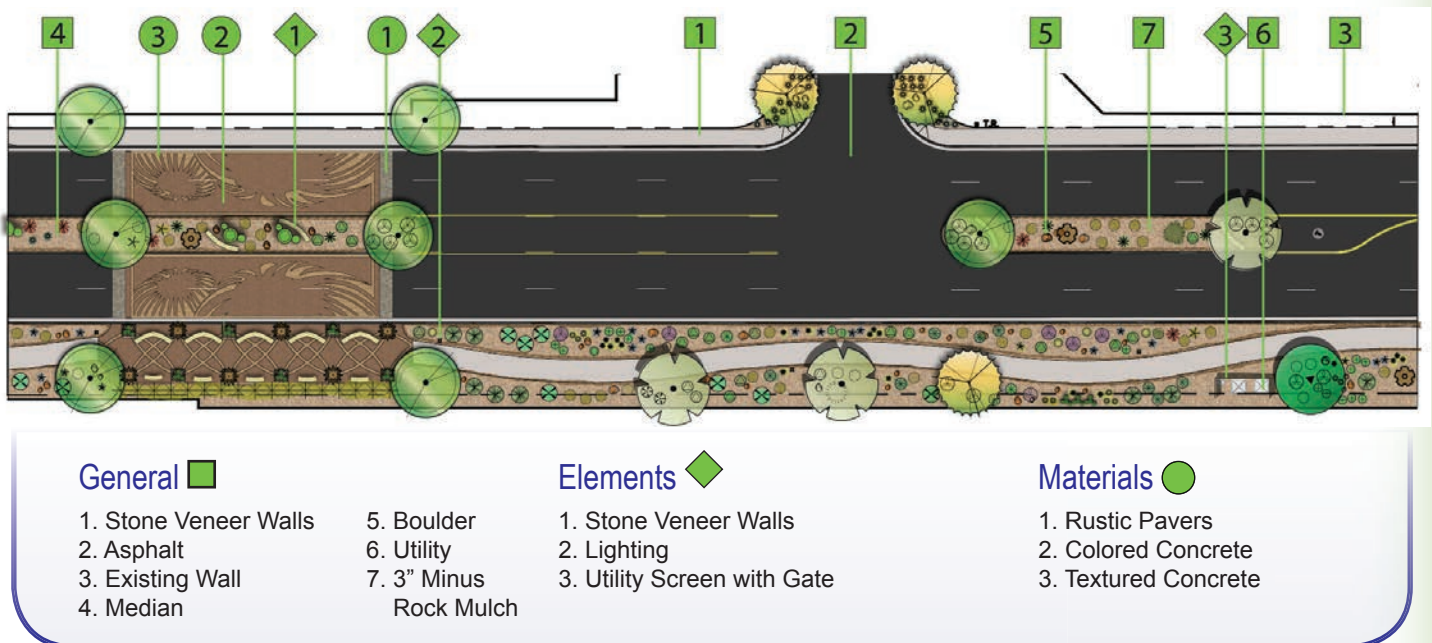 4 3 2 1 1 2 1 2 5 7 3 6 3
General
1. Stone Veneer Walls
2. Asphalt
3. Existing Wall
4. Median
5. Boulder
6. Utility
7. 3” Minus
Rock Mulch
Elements
1. Stone Veneer Walls
2. Lighting
3. Utility Screen with Gate
Materials
1. Rustic Pavers
2. Colored Concrete
3. Textured Concrete